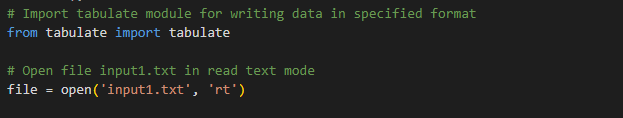 # Import tabulate module for writing data in specified format
from tabulate import tabulate
# Open file input1.txt in read text mode
file = open('input1.txt', 'rt')